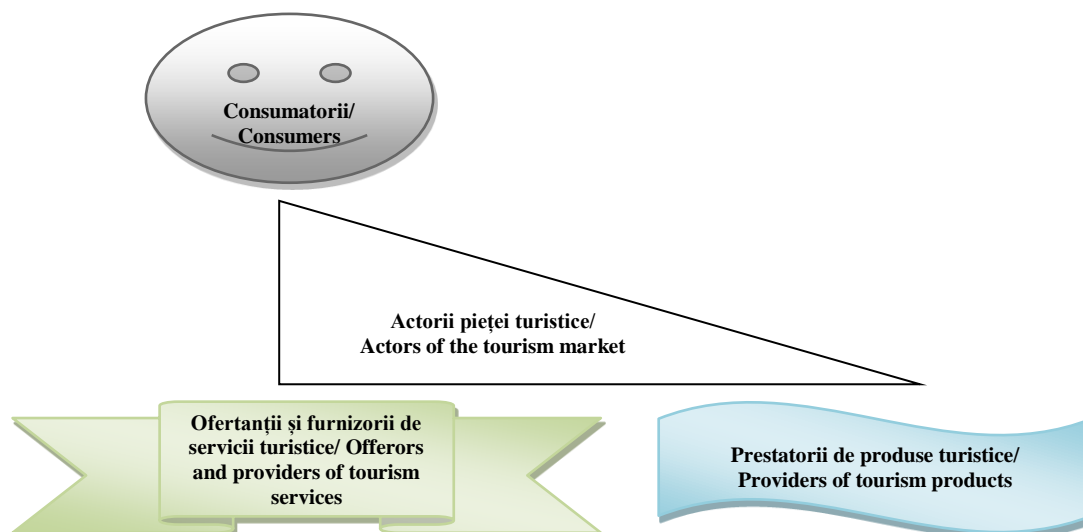 Consumatorii/
Consumers
Actorii pieței turistice/
Actors of the tourism market
Ofertanții și furnizorii de
servicii turistice/ Offerors
and providers of tourism
services
Prestatorii de produse turistice/
Providers of tourism products